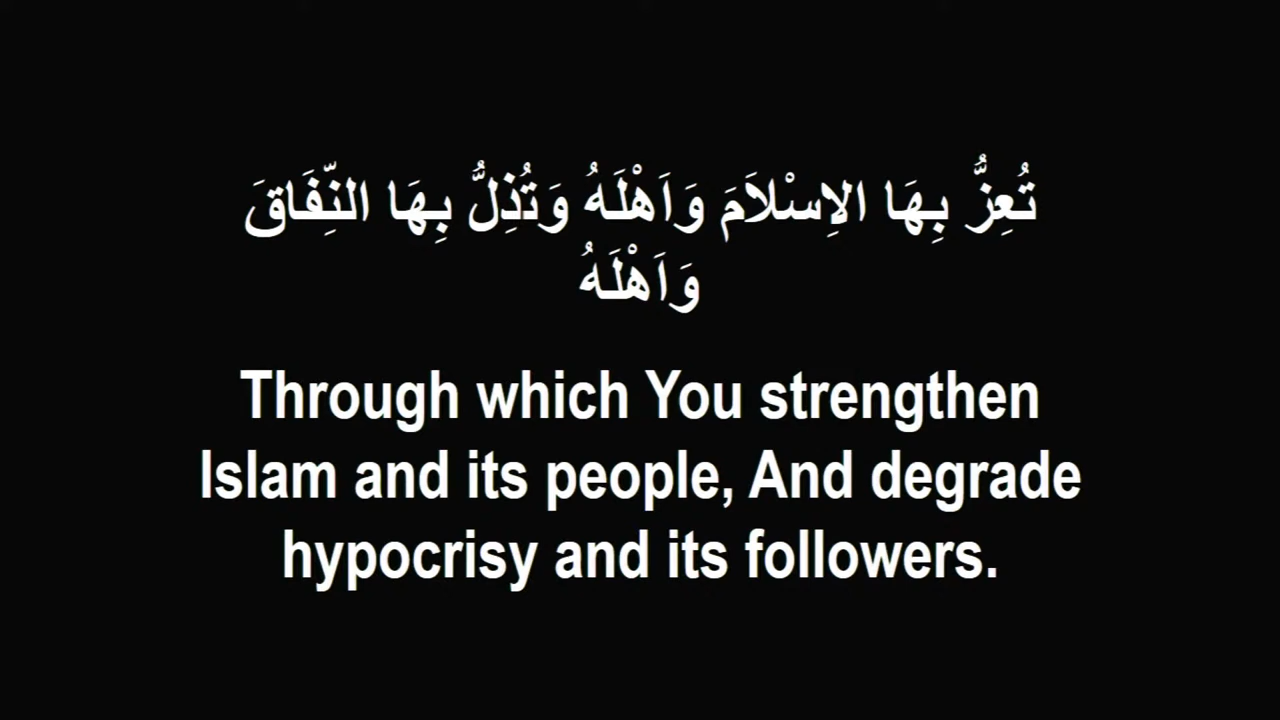 تُعِزُّ بِهَا الاِسْلاَمَ وَاَهْلَهُ وَتُذِلُّ بِهَا النِّفَاقَ
وَاَهْلَهُ
Through which You strengthen
Islam and its people, And degrade
hypocrisy and its followers.